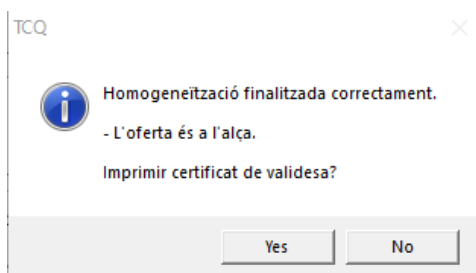 TCQ
Homogeneïtzació finalitzada correctament.
- L'oferta és a l'alça.
Imprimir certificat de validesa?
Yes
No